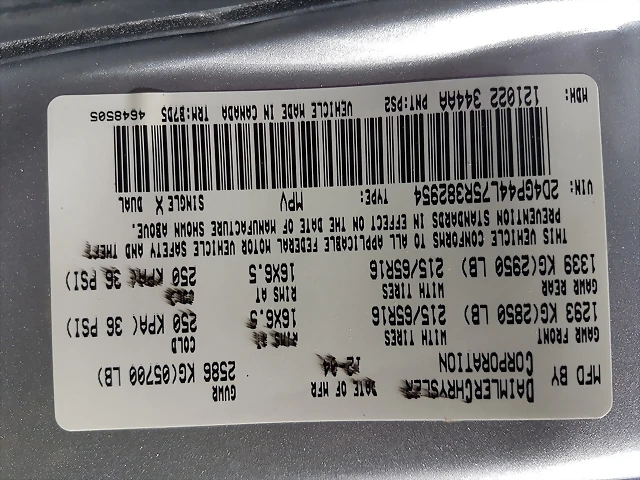 MFD BY DAIMLERCHRYSLER CORPORATION
DATE OF MFR 12-04
GVWR 2586 KG(05700 LB)
GAWR FRONT WITH TIRES RIMS AT COLD
1293 KG(2850 LB) 215/65R16 16X6.5 250 KPA( 36 PSI)
GAWR REAR WITH TIRES RIMS AT COLD
1339 KG(2950 LB) 215/65R16 16X6.5 250 KPA( 36 PSI)
THIS VEHICLE CONFORMS TO ALL APPLICABLE FEDERAL MOTOR VEHICLE SAFETY AND THEFT
PREVENTION STANDARDS IN EFFECT ON THE DATE OF MANUFACTURE SHOWN ABOVE.
VIN: 2D4GP44L75R382954 TYPE: MPV SINGLE X DUAL
MDH: 121022 344AA PNT:PS2 VEHICLE MADE IN CANADA TRM:B7D5 4648505